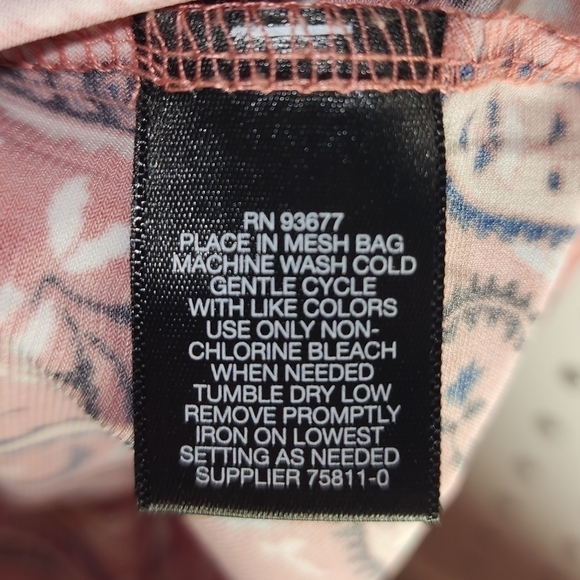 RN 93677
PLACE IN MESH BAG
MACHINE WASH COLD
GENTLE CYCLE
WITH LIKE COLORS
USE ONLY NON-
CHLORINE BLEACH
WHEN NEEDED
TUMBLE DRY LOW
REMOVE PROMPTLY
IRON ON LOWEST
SETTING AS NEEDED
SUPPLIER 75811-0